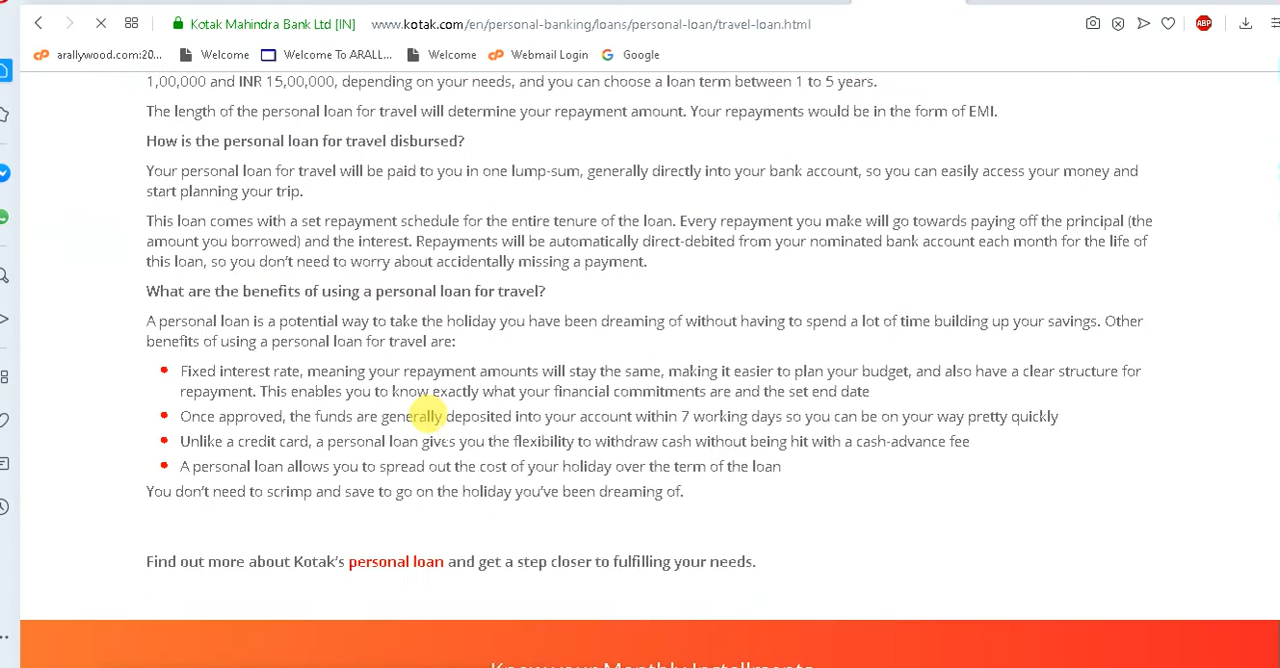 Kotak Mahindra Bank Ltd [IN] www.kotak.com/en/personal-banking/loans/personal-loan/travel-loan.html ABP
arallywood.com:20... Welcome Welcome To ARALL... Welcome Webmail Login Google
1,00,000 and INR 15,00,000, depending on your needs, and you can choose a loan term between 1 to 5 years.
The length of the personal loan for travel will determine your repayment amount. Your repayments would be in the form of EMI.
How is the personal loan for travel disbursed?
Your personal loan for travel will be paid to you in one lump-sum, generally directly into your bank account, so you can easily access your money and
start planning your trip.
This loan comes with a set repayment schedule for the entire tenure of the loan. Every repayment you make will go towards paying off the principal (the
amount you borrowed) and the interest. Repayments will be automatically direct-debited from your nominated bank account each month for the life of
this loan, so you don't need to worry about accidentally missing a payment.
What are the benefits of using a personal loan for travel?
A personal loan is a potential way to take the holiday you have been dreaming of without having to spend a lot of time building up your savings. Other
benefits of using a personal loan for travel are:
Fixed interest rate, meaning your repayment amounts will stay the same, making it easier to plan your budget, and also have a clear structure for
repayment. This enables you to know exactly what your financial commitments are and the set end date
Once approved, the funds are generally deposited into your account within 7 working days so you can be on your way pretty quickly
Unlike a credit card, a personal loan gives you the flexibility to withdraw cash without being hit with a cash-advance fee
A personal loan allows you to spread out the cost of your holiday over the term of the loan
You don't need to scrimp and save to go on the holiday you've been dreaming of.
Find out more about Kotak's personal loan and get a step closer to fulfilling your needs.
Know your Monthly Installments